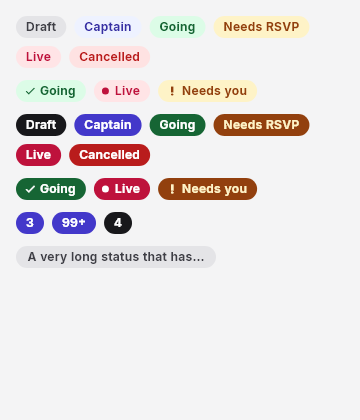 Draft Captain Going Needs RSVP
Live Cancelled
Going Live Needs you
Draft Captain Going Needs RSVP
Live Cancelled
Going Live Needs you
3 99+ 4
A very long status that has...